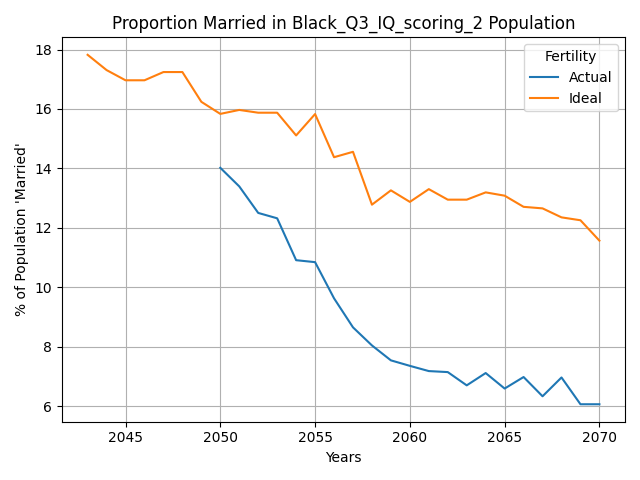 Proportion Married in Black_Q3_IQ_scoring_2 Population
% of Population 'Married'
18
16
14
12
10
8
6
Fertility
Actual
Ideal
2045
2050
2055
2060
2065
2070
Years